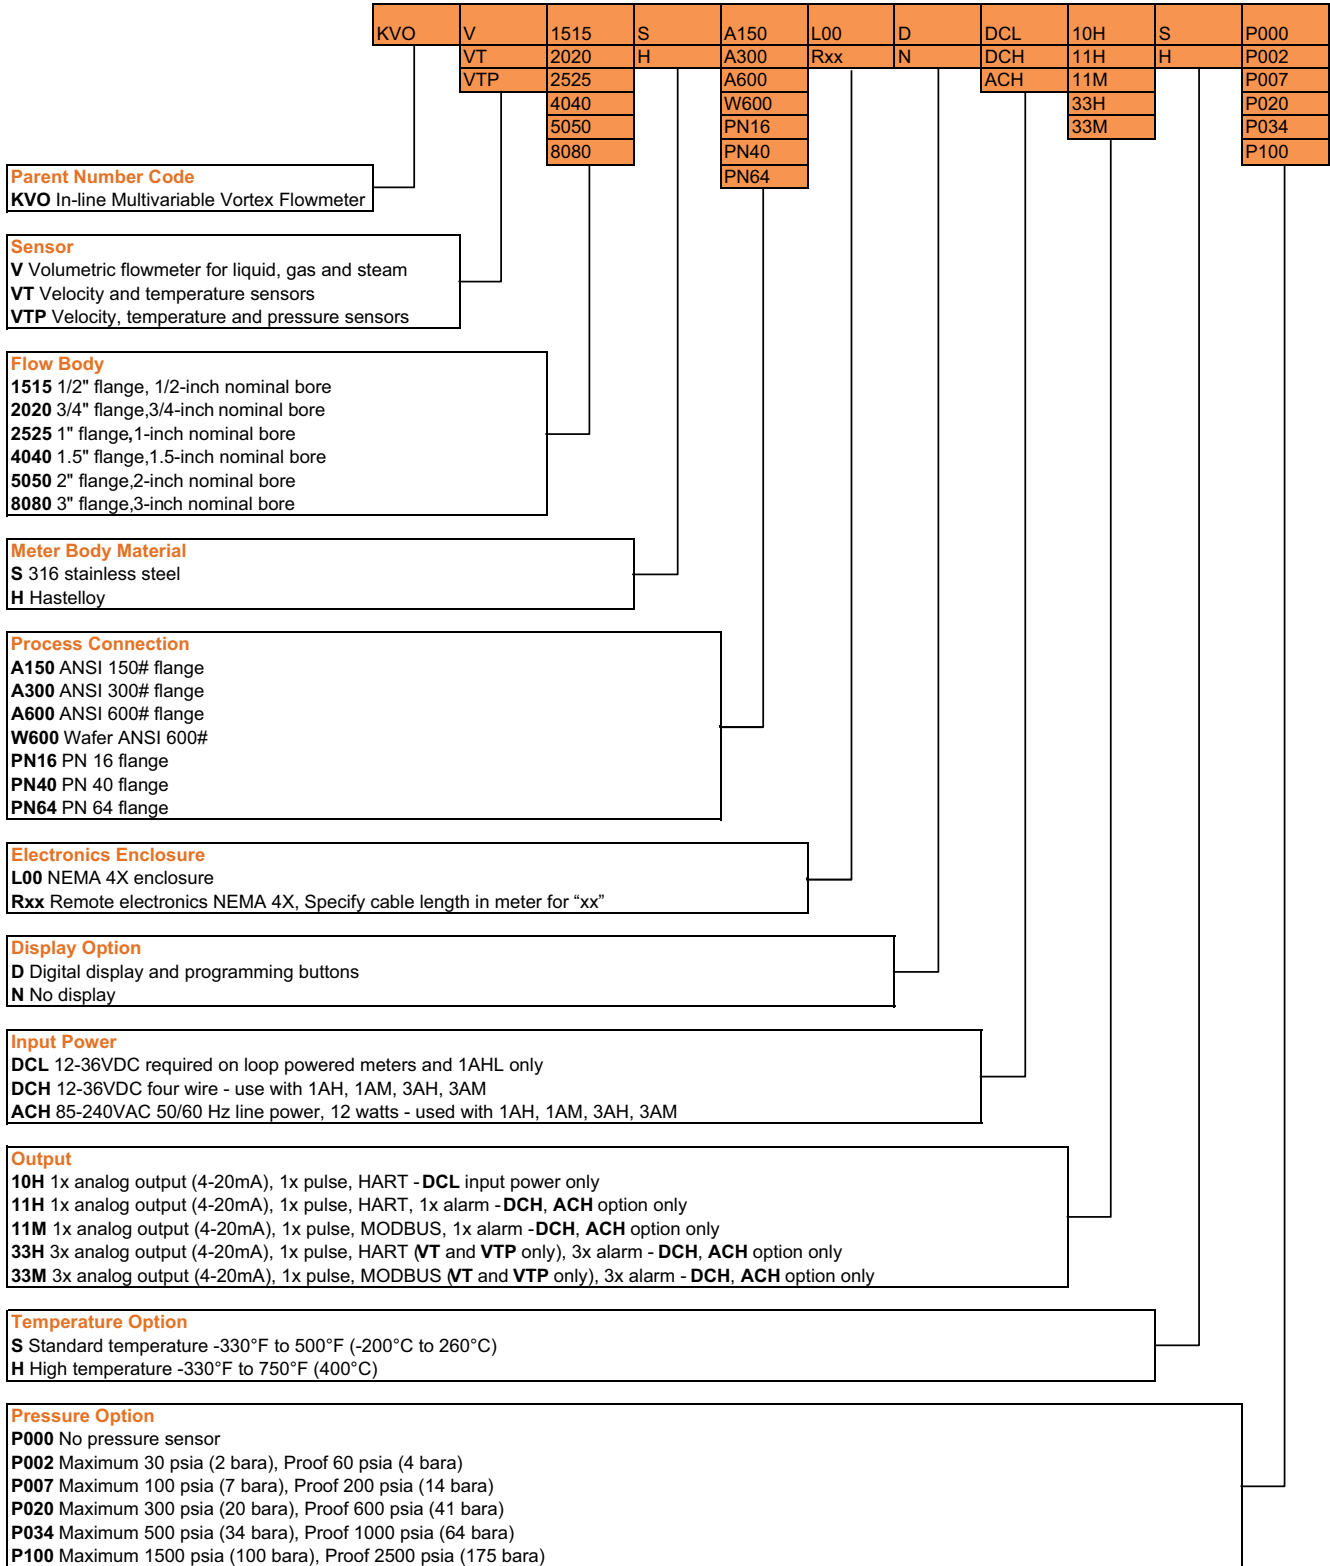 KVO V 1515 S A150 L00 D DCL 10H S P000
VT 2020 H A300 Rxx N DCH 11H H P002
VTP 2525 A600 ACH 11M P007
4040 W600 33H P020
5050 PN16 33M P034
8080 PN40 P100
PN64
Parent Number Code
KVO In-line Multivariable Vortex Flowmeter
Sensor
V Volumetric flowmeter for liquid, gas and steam
VT Velocity and temperature sensors
VTP Velocity, temperature and pressure sensors
Flow Body
1515 1/2" flange, 1/2-inch nominal bore
2020 3/4" flange,3/4-inch nominal bore
2525 1" flange,1-inch nominal bore
4040 1.5" flange,1.5-inch nominal bore
5050 2" flange,2-inch nominal bore
8080 3" flange,3-inch nominal bore
Meter Body Material
S 316 stainless steel
H Hastelloy
Process Connection
A150 ANSI 150# flange
A300 ANSI 300# flange
A600 ANSI 600# flange
W600 Wafer ANSI 600#
PN16 PN 16 flange
PN40 PN 40 flange
PN64 PN 64 flange
Electronics Enclosure
L00 NEMA 4X enclosure
Rxx Remote electronics NEMA 4X, Specify cable length in meter for “xx”
Display Option
D Digital display and programming buttons
N No display
Input Power
DCL 12-36VDC required on loop powered meters and 1AHL only
DCH 12-36VDC four wire - use with 1AH, 1AM, 3AH, 3AM
ACH 85-240VAC 50/60 Hz line power, 12 watts - used with 1AH, 1AM, 3AH, 3AM
Output
10H 1x analog output (4-20mA), 1x pulse, HART - DCL input power only
11H 1x analog output (4-20mA), 1x pulse, HART, 1x alarm - DCH, ACH option only
11M 1x analog output (4-20mA), 1x pulse, MODBUS, 1x alarm - DCH, ACH option only
33H 3x analog output (4-20mA), 1x pulse, HART (VT and VTP only), 3x alarm - DCH, ACH option only
33M 3x analog output (4-20mA), 1x pulse, MODBUS (VT and VTP only), 3x alarm - DCH, ACH option only
Temperature Option
S Standard temperature -330°F to 500°F (-200°C to 260°C)
H High temperature -330°F to 750°F (400°C)
Pressure Option
P000 No pressure sensor
P002 Maximum 30 psia (2 bara), Proof 60 psia (4 bara)
P007 Maximum 100 psia (7 bara), Proof 200 psia (14 bara)
P020 Maximum 300 psia (20 bara), Proof 600 psia (41 bara)
P034 Maximum 500 psia (34 bara), Proof 1000 psia (64 bara)
P100 Maximum 1500 psia (100 bara), Proof 2500 psia (175 bara)